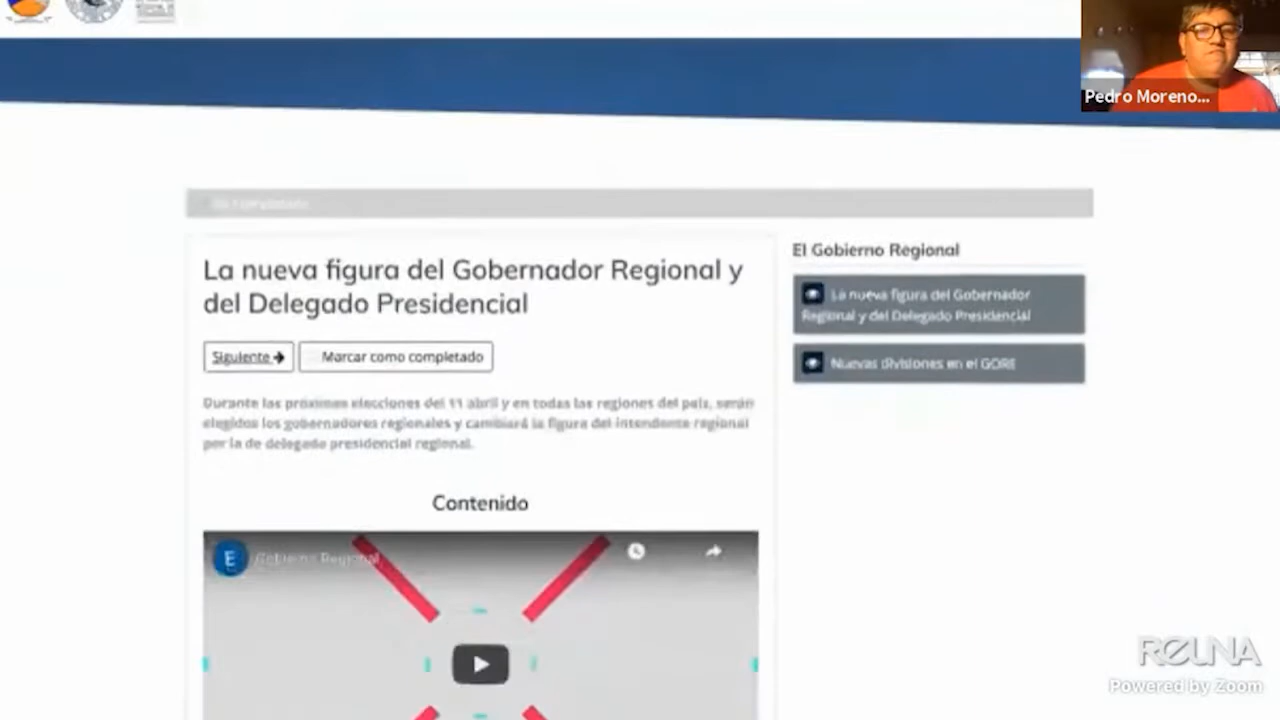 Pedro Moreno...
La nueva figura del Gobernador Regional y
del Delegado Presidencial
Siguiente →
Marcar como completado
Durante las próximas elecciones del 11 abril y en todas las regiones del país, serán
elegidos los gobernadores regionales y cambiará la figura del intendente regional
por la de delegado presidencial regional.
Contenido
E
Gobierno Regional
El Gobierno Regional
La nueva figura del Gobernador
Regional y del Delegado Presidencial
Nuevas divisiones en el GORE
REUNA
Powered by Zoom